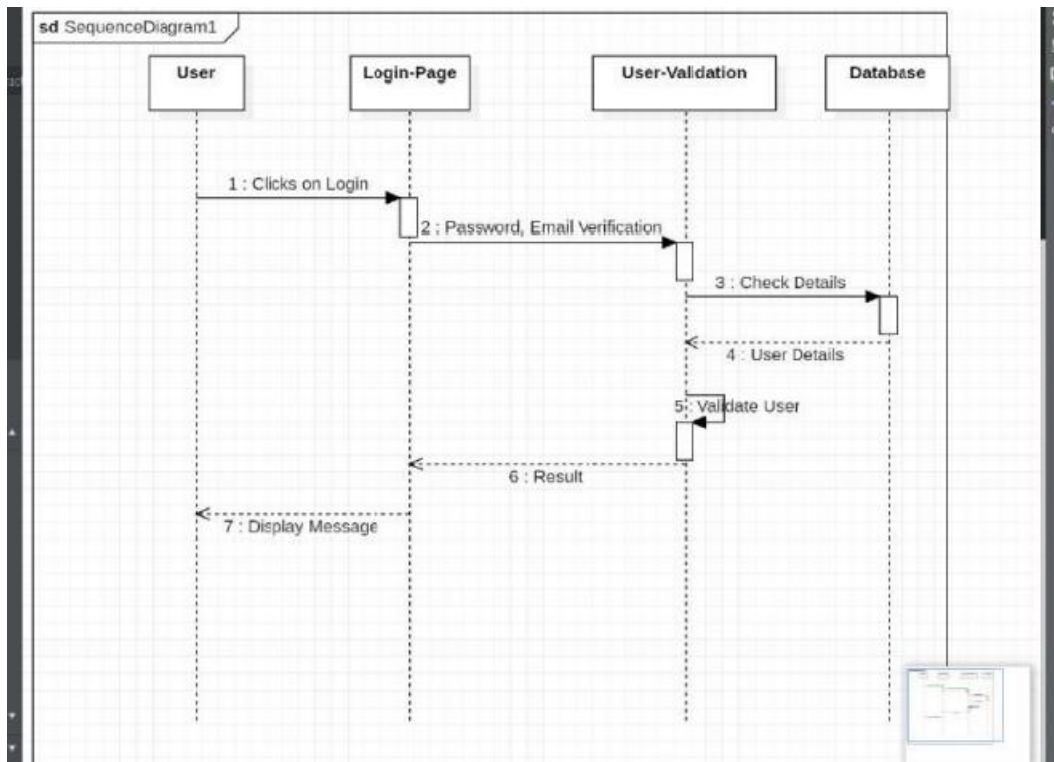 sd SequenceDiagram1
User
Login-Page
User-Validation
Database
1 : Clicks on Login
2 : Password, Email Verification
3 : Check Details
4 : User Details
5 : Validate User
6 : Result
7 : Display Message